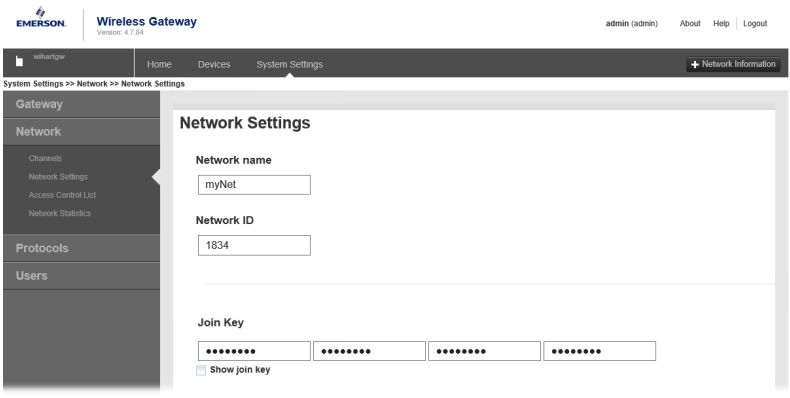 EMERSON.
Wireless Gateway
Version: 4.7.84
admin (admin) About Help Logout
wihartgw
Home Devices System Settings
+ Network Information
System Settings >> Network >> Network Settings
Gateway
Network
Channels
Network Settings
Access Control List
Network Statistics
Protocols
Users
Network Settings
Network name
myNet
Network ID
1834
Join Key
●●●●●●●● ●●●●●●●● ●●●●●●●● ●●●●●●●●
Show join key